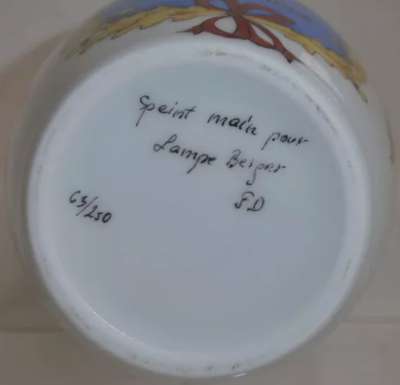 peint main pour
Lampe Berger
63/250
FD